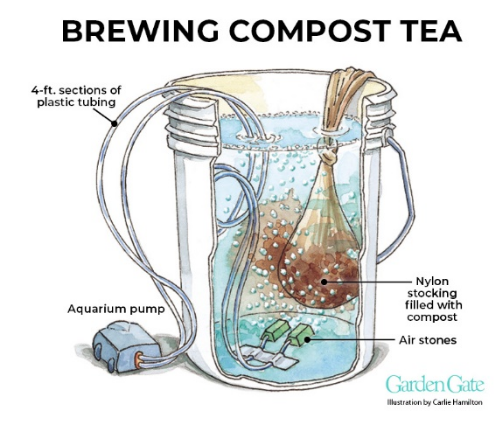 BREWING COMPOST TEA
4-ft. sections of
plastic tubing
Aquarium pump
Nylon
stocking
filled with
compost
Air stones
Garden Gate
Illustration by Carlie Hamilton